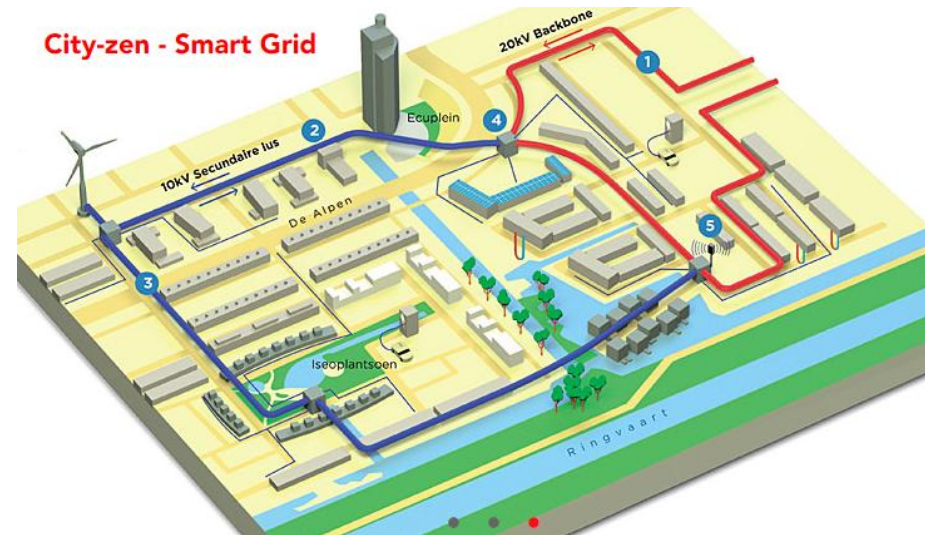 City-zen - Smart Grid
20kV Backbone
1
4
2
Ecuplein
10kV Secundaire lus
De Alpen
5
3
Iseoplantsoen
Ringvaart